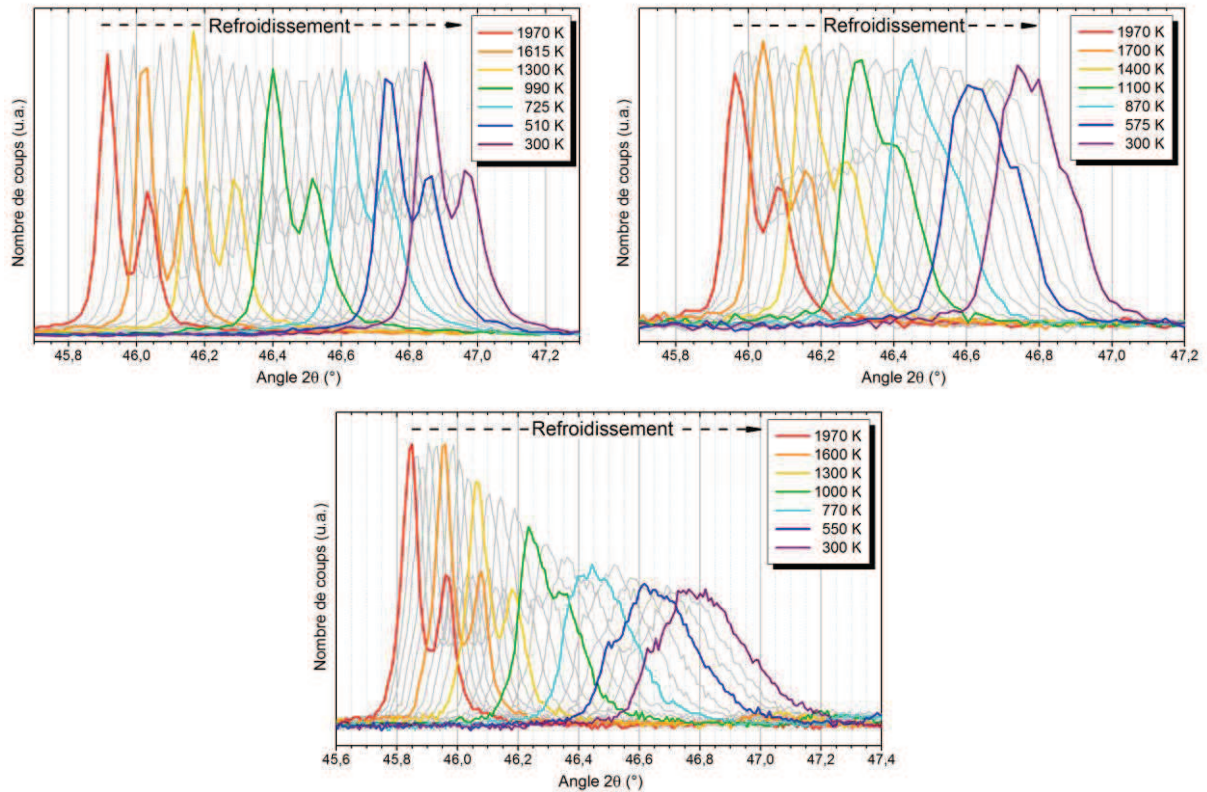 Refroidissement
1970 K
1615 K
1300 K
990 K
725 K
510 K
300 K
Nombre de coups (u.a.)
45,8 46,0 46,2 46,4 46,6 46,8 47,0 47,2
Angle 2θ (°)
Refroidissement
1970 K
1700 K
1400 K
1100 K
870 K
575 K
300 K
Nombre de coups (u.a.)
45,8 46,0 46,2 46,4 46,6 46,8 47,0 47,2
Angle 2θ (°)
Refroidissement
1970 K
1600 K
1300 K
1000 K
770 K
550 K
300 K
Nombre de coups (u.a.)
45,6 45,8 46,0 46,2 46,4 46,6 46,8 47,0 47,2 47,4
Angle 2θ (°)